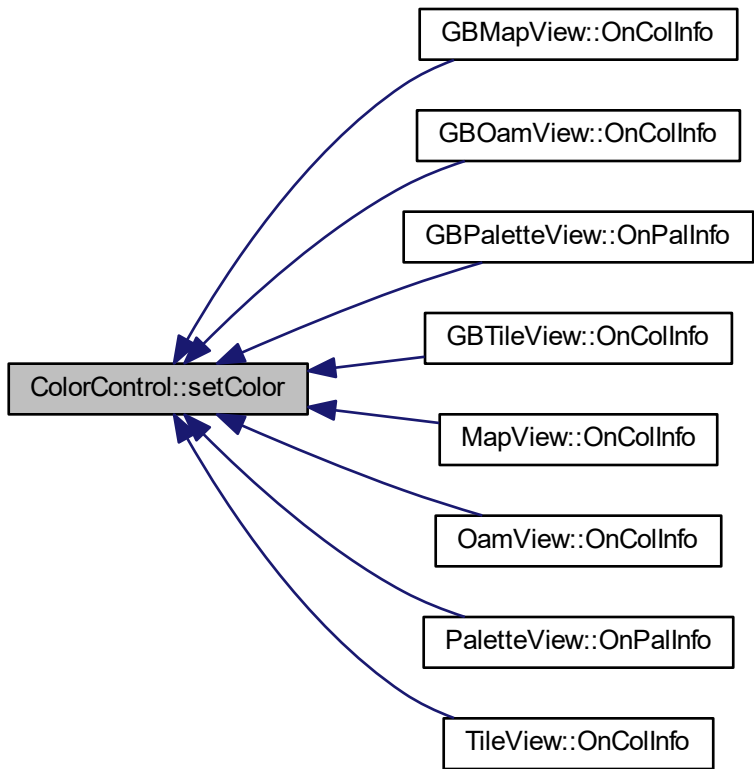 GBMapView::OnColInfo
GBOamView::OnColInfo
GBPaletteView::OnPalInfo
GBTileView::OnColInfo
ColorControl::setColor
MapView::OnColInfo
OamView::OnColInfo
PaletteView::OnPalInfo
TileView::OnColInfo